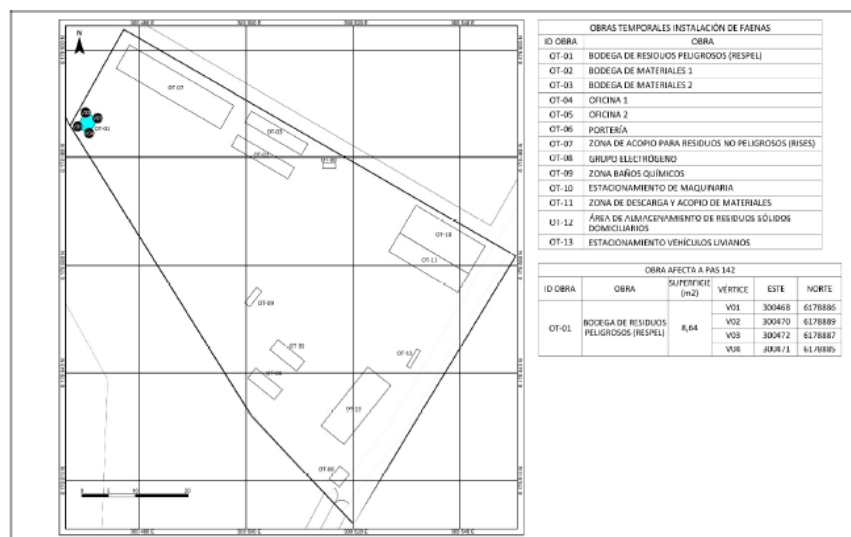 OBRAS TEMPORALES INSTALACIÓN DE FAENAS
ID OBRA OBRA
OT-01 BODEGA DE RESIDUOS PELIGROSOS (RESPEL)
OT-02 BODEGA DE MATERIALES 1
OT-03 BODEGA DE MATERIALES 2
OT-04 OFICINA 1
OT-05 OFICINA 2
OT-06 PORTERÍA
OT-07 ZONA DE ACOPIO PARA RESIDUOS NO PELIGROSOS (RISES)
OT-08 GRUPO ELECTRÓGENO
OT-09 ZONA BAÑOS QUÍMICOS
OT-10 ESTACIONAMIENTO DE MAQUINARIA
OT-11 ZONA DE DESCARGA Y ACOPIO DE MATERIALES
OT-12 ÁREA DE ALMACENAMIENTO DE RESIDUOS SÓLIDOS
DOMICILIARIOS
OT-13 ESTACIONAMIENTO VEHÍCULOS LIVIANOS
OBRA AFECTA A PAS 142
ID OBRA OBRA SUPERFICIE (m2) VÉRTICE ESTE NORTE
OT-01 BODEGA DE RESIDUOS PELIGROSOS (RESPEL) 8,64
V01 300468 6178886
V02 300470 6178889
V03 300472 6178887
V04 300471 6178885
N
OT-07
OT-01
OT-03
OT-10
OT-11
OT-09